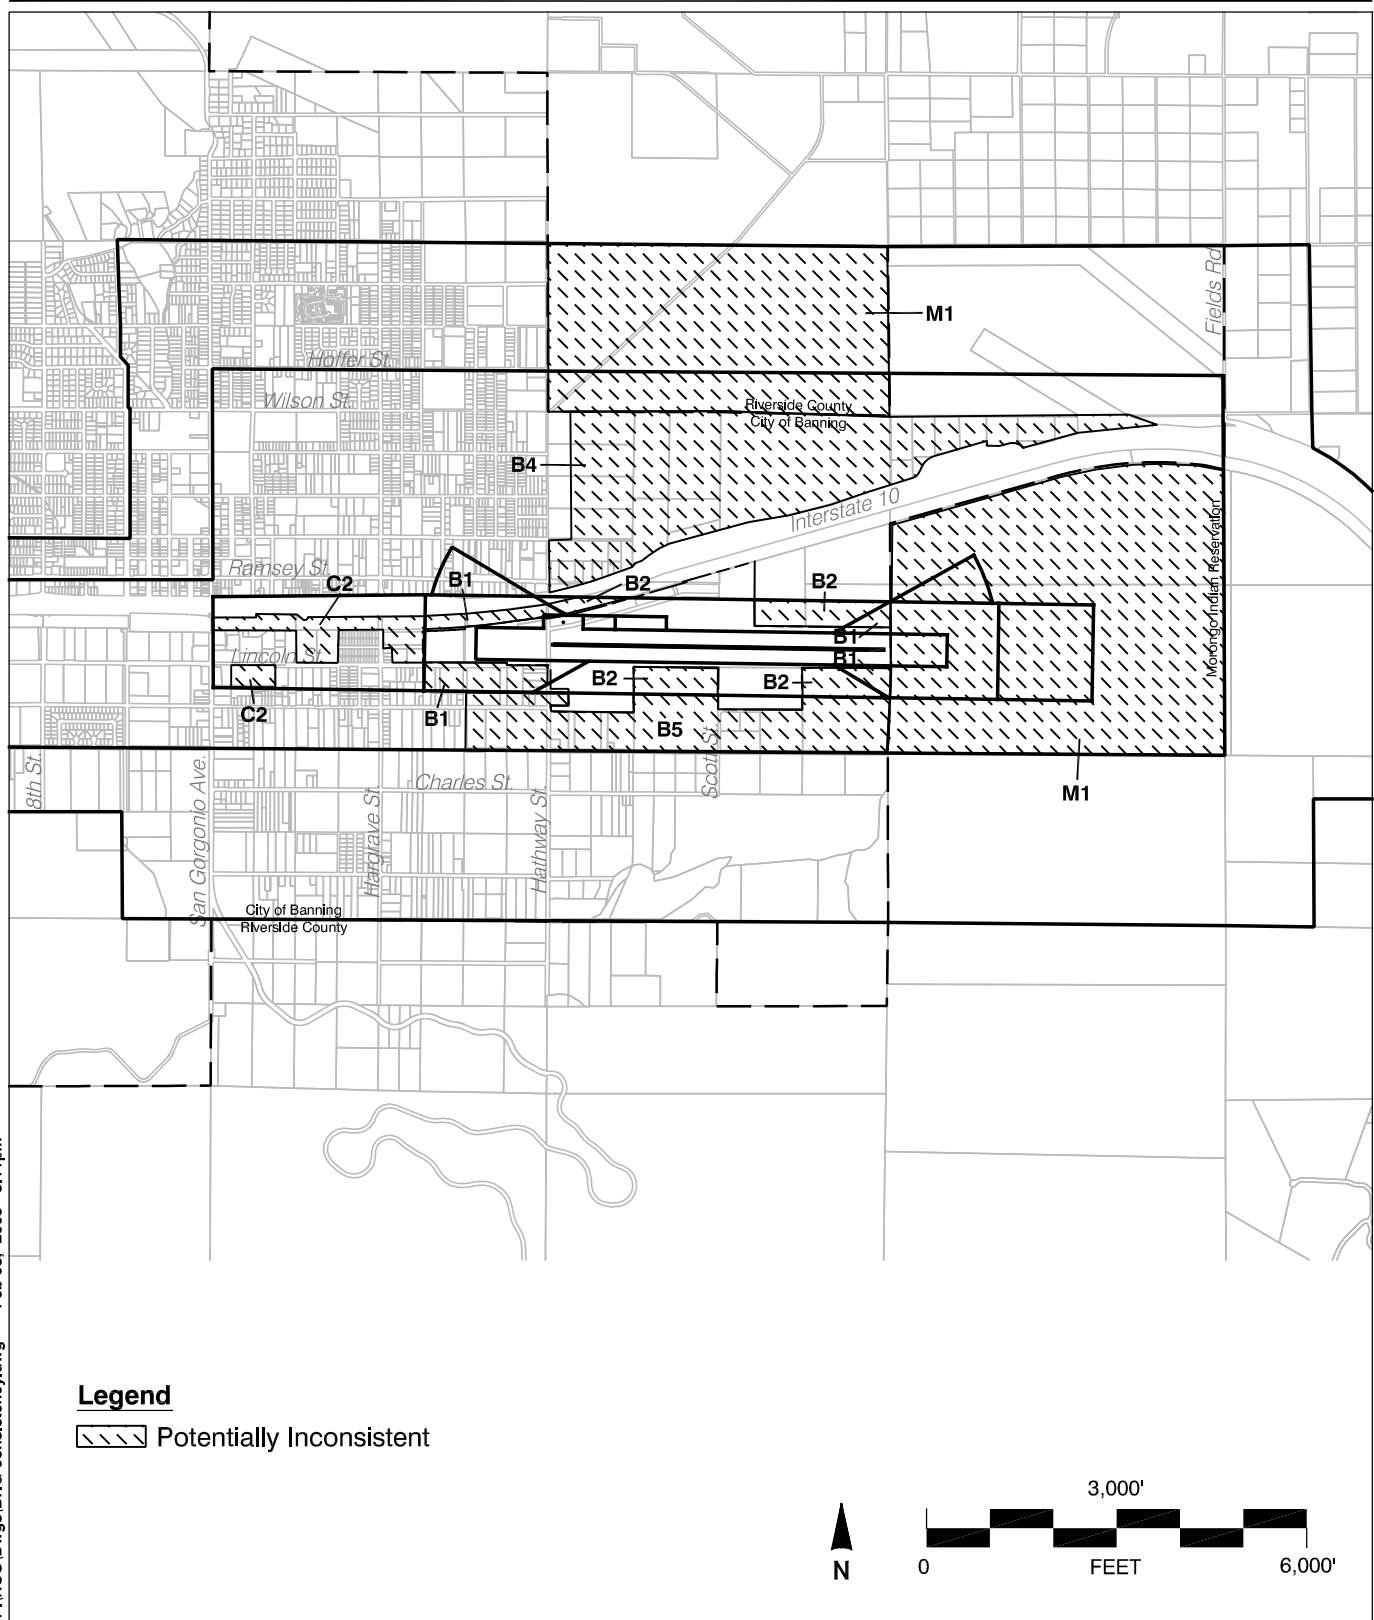 Fields Rd
M1
Hoffer St.
Wilson St.
Riverside County
City of Banning
B4
Interstate 10
Morongo Indian Reservation
Ramsey St.
C2
B1
B2
B2
B1
Lincoln St.
B1
B2
B2
C2
B1
B5
Scott St.
8th St.
San Gorgonio Ave.
Hargrave St.
Charles St.
Hathway St.
M1
City of Banning
Riverside County
Legend
Potentially Inconsistent
3,000'
N
0
FEET
6,000'